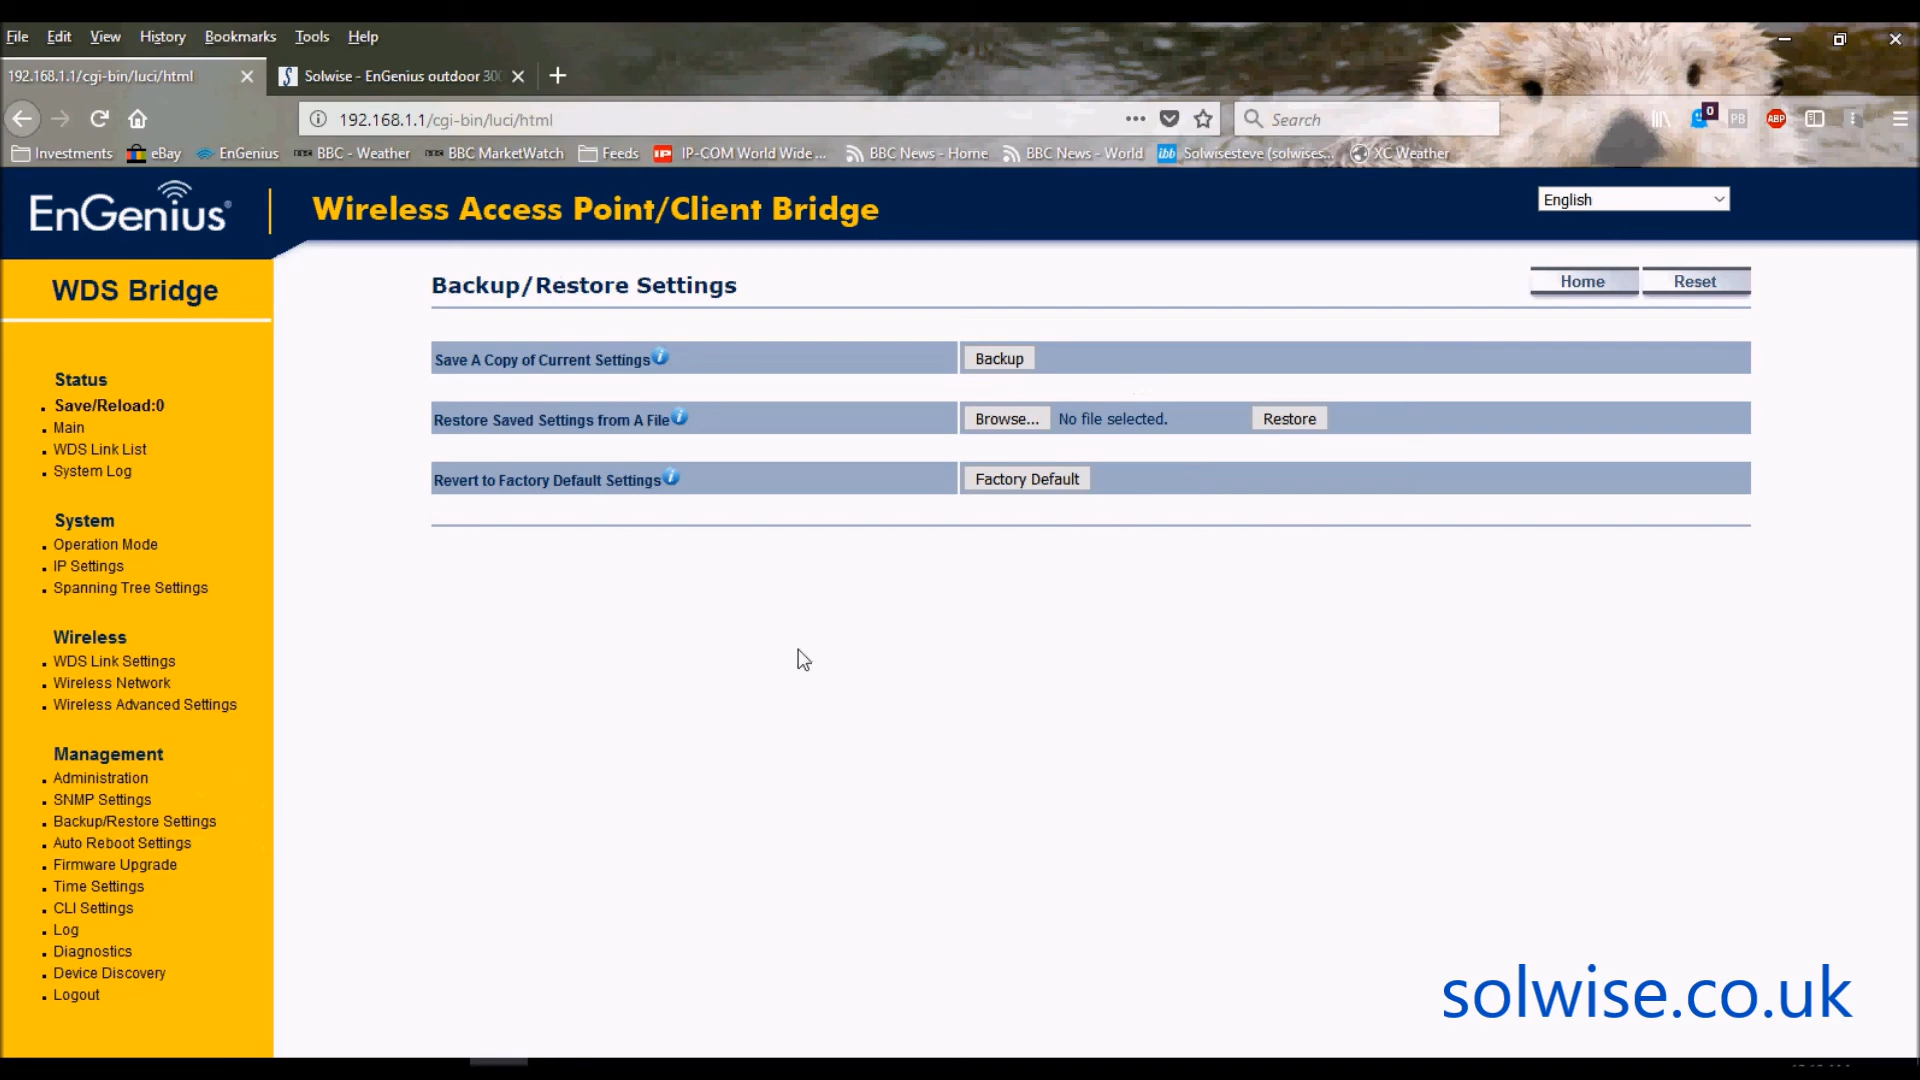 File Edit View History Bookmarks Tools Help
192.168.1.1/cgi-bin/luci/html Solwise - EnGenius outdoor 300
192.168.1.1/cgi-bin/luci/html Search
0 PB ABP
Investments eBay EnGenius BBC - Weather BBC MarketWatch Feeds IP IP-COM World Wide ... BBC News - Home BBC News - World ibb Solwisesteve (solwises... XC Weather
EnGenius® Wireless Access Point/Client Bridge English
WDS Bridge
Backup/Restore Settings Home Reset
Save A Copy of Current Settings Backup
Restore Saved Settings from A File Browse... No file selected. Restore
Revert to Factory Default Settings Factory Default
Status
Save/Reload:0
Main
WDS Link List
System Log
System
Operation Mode
IP Settings
Spanning Tree Settings
Wireless
WDS Link Settings
Wireless Network
Wireless Advanced Settings
Management
Administration
SNMP Settings
Backup/Restore Settings
Auto Reboot Settings
Firmware Upgrade
Time Settings
CLI Settings
Log
Diagnostics
Device Discovery
Logout
solwise.co.uk